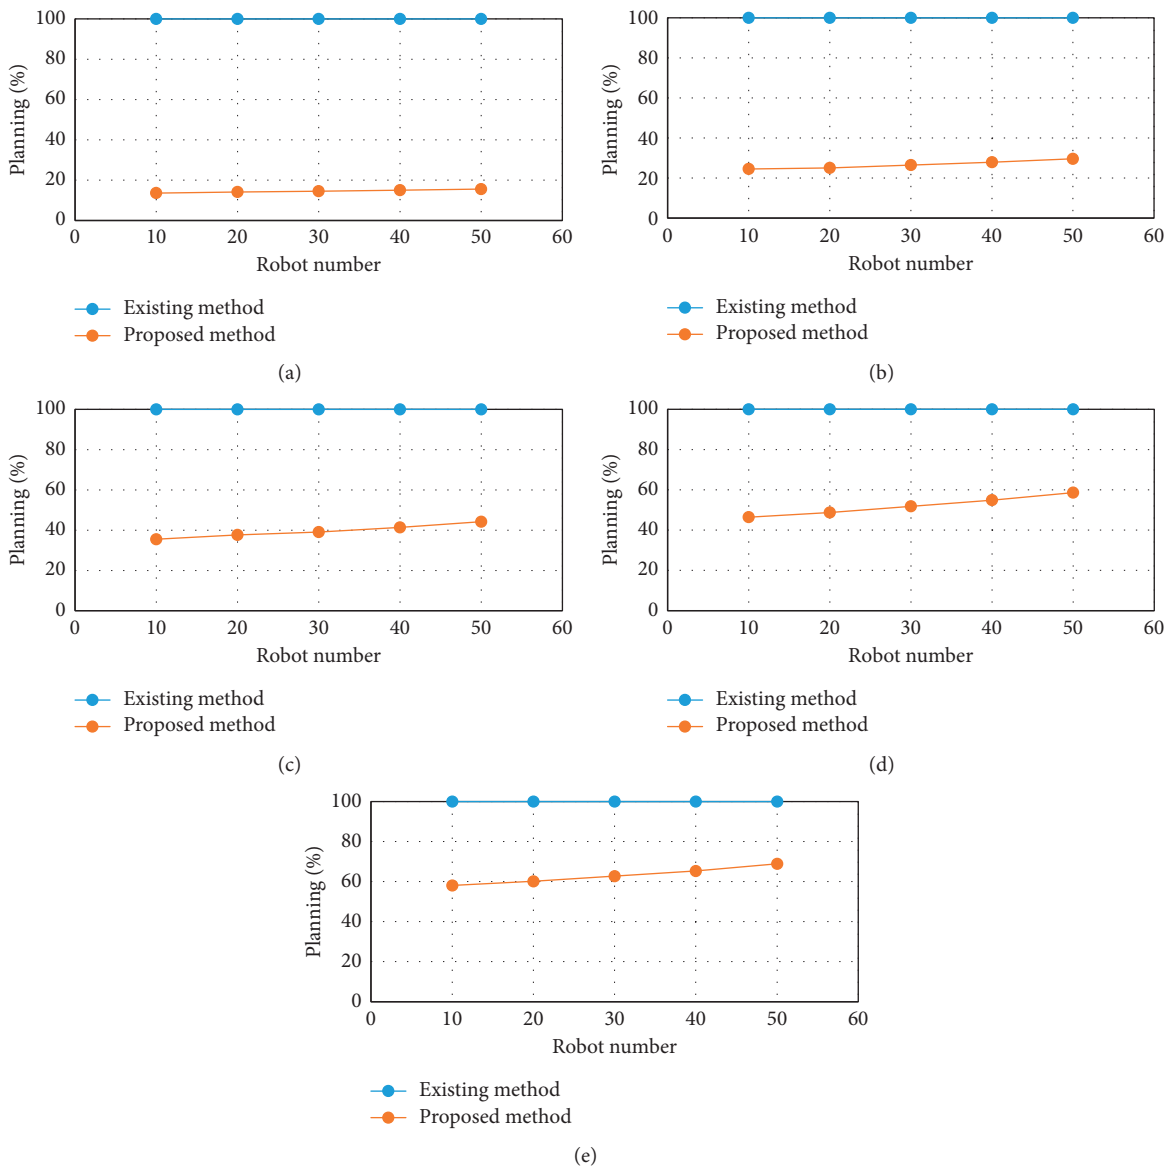 100
80
60
40
20
0
Planning (%)
0 10 20 30 40 50 60
Robot number
Existing method
Proposed method
(a)
100
80
60
40
20
0
Planning (%)
0 10 20 30 40 50 60
Robot number
Existing method
Proposed method
(b)
100
80
60
40
20
0
Planning (%)
0 10 20 30 40 50 60
Robot number
Existing method
Proposed method
(c)
100
80
60
40
20
0
Planning (%)
0 10 20 30 40 50 60
Robot number
Existing method
Proposed method
(d)
100
80
60
40
20
0
Planning (%)
0 10 20 30 40 50 60
Robot number
Existing method
Proposed method
(e)